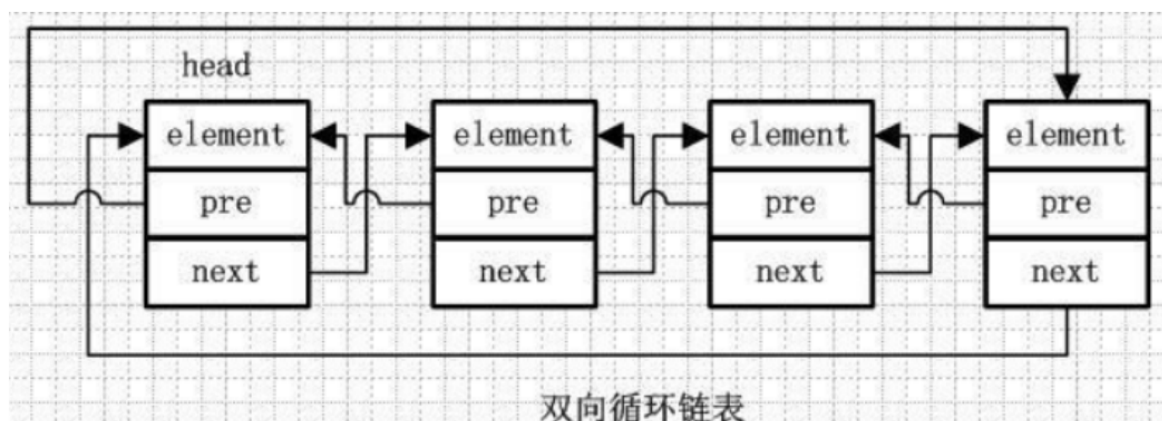 head
element element element element
pre pre pre pre
next next next next
双向循环链表